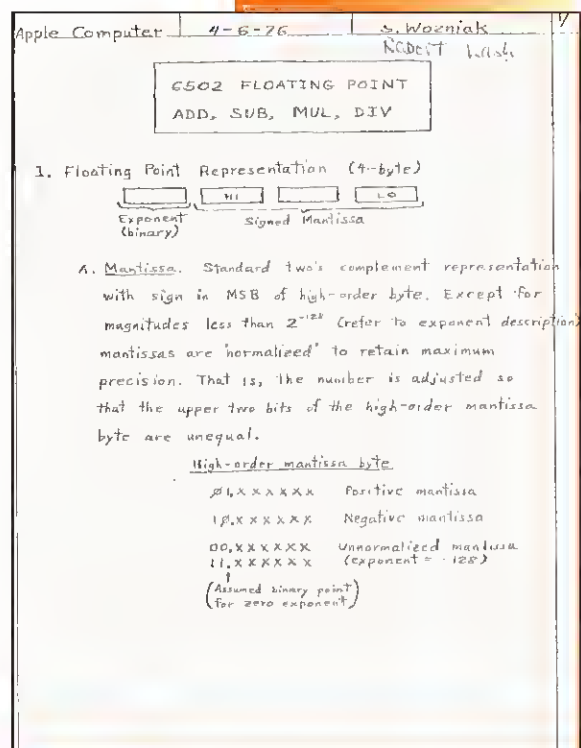 Apple Computer 4-6-76 S. Wozniak 17
6502 FLOATING POINT
ADD, SUB, MUL, DIV
1. Floating Point Representation (4-byte)
HI LO
Exponent Signed Mantissa
(binary)
A. Mantissa. Standard two's complement representation
with sign in MSB of high-order byte. Except for
magnitudes less than 2⁻¹²⁸ (refer to exponent description)
mantissas are 'normalized' to retain maximum
precision. That is, the number is adjusted so
that the upper two bits of the high-order mantissa
byte are unequal.
High-order mantissa byte
Ø1.XXXXXX Positive mantissa
1Ø.XXXXXX Negative mantissa
00.XXXXXX Unnormalized mantissa
11.XXXXXX (exponent = -128)
(Assumed binary point
for zero exponent)